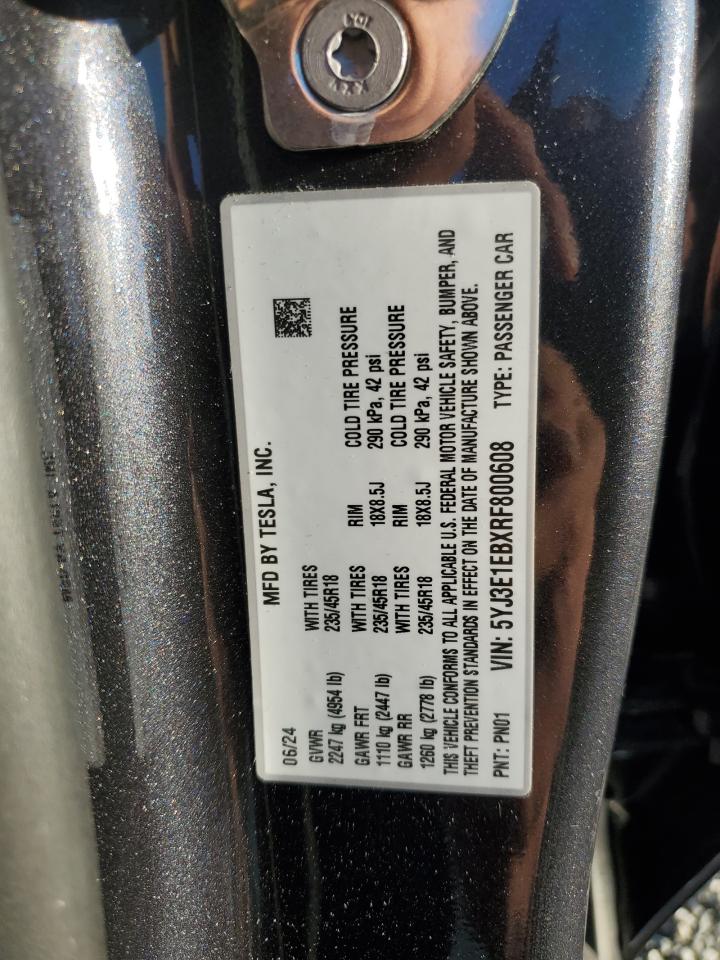 MFD BY TESLA, INC.
06/24
GVWR WITH TIRES RIM COLD TIRE PRESSURE
2247 kg (4954 lb) 235/45R18 18X8.5J 290 kPa, 42 psi
GAWR FRT WITH TIRES RIM COLD TIRE PRESSURE
1110 kg (2447 lb) 235/45R18 18X8.5J 290 kPa, 42 psi
GAWR RR WITH TIRES
1260 kg (2778 lb) 235/45R18
THIS VEHICLE CONFORMS TO ALL APPLICABLE U.S. FEDERAL MOTOR VEHICLE SAFETY, BUMPER, AND
THEFT PREVENTION STANDARDS IN EFFECT ON THE DATE OF MANUFACTURE SHOWN ABOVE.
PNT: PN01 VIN: 5YJ3E1EBXRF800608 TYPE: PASSENGER CAR